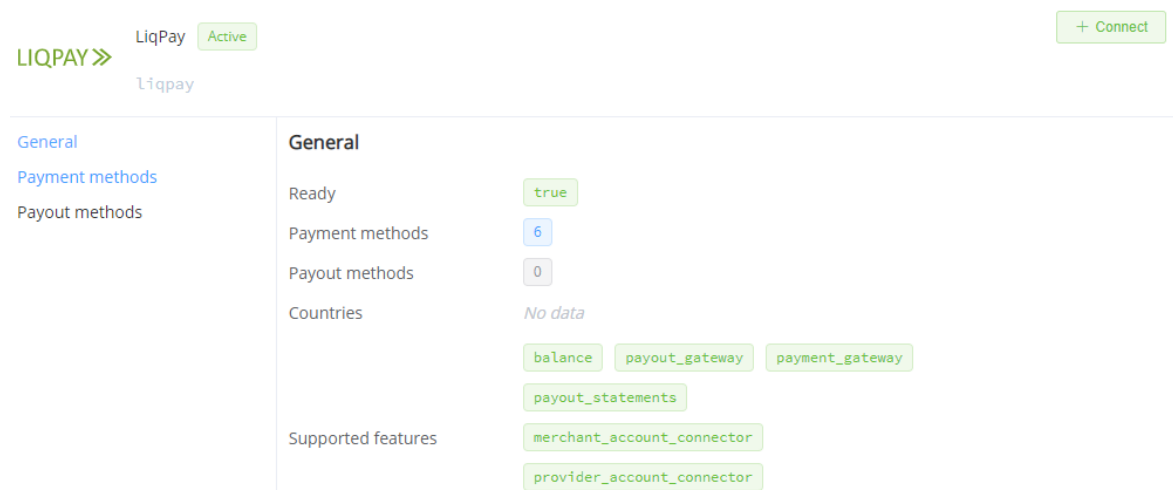 LIQPAY
LiqPay Active
liqpay
+ Connect
General
Payment methods
Payout methods
General
Ready true
Payment methods 6
Payout methods 0
Countries No data
Supported features balance payout_gateway payment_gateway
payout_statements
merchant_account_connector
provider_account_connector